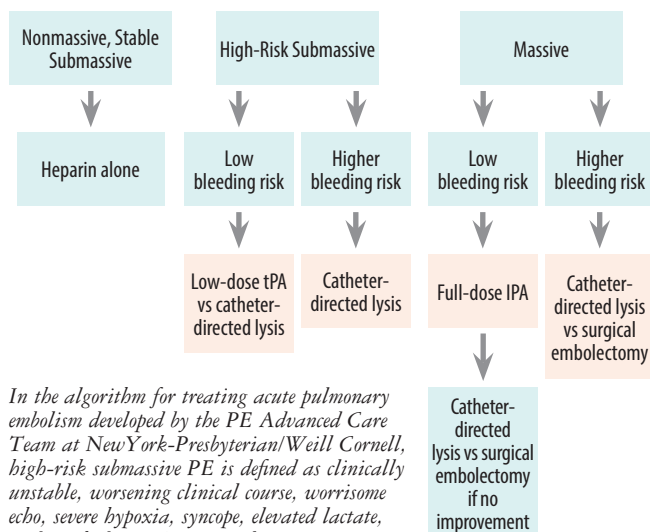 Nonmassive, Stable
Submassive
High-Risk Submassive
Massive
Heparin alone
Low
bleeding risk
Higher
bleeding risk
Low
bleeding risk
Higher
bleeding risk
Low-dose tPA
vs catheter-
directed lysis
Catheter-
directed lysis
Full-dose IPA
Catheter-
directed lysis
vs surgical
embolectomy
Catheter-
directed
lysis vs surgical
embolectomy
if no
improvement
In the algorithm for treating acute pulmonary
embolism developed by the PE Advanced Care
Team at NewYork-Presbyterian/Weill Cornell,
high-risk submassive PE is defined as clinically
unstable, worsening clinical course, worrisome
echo, severe hypoxia, syncope, elevated lactate,